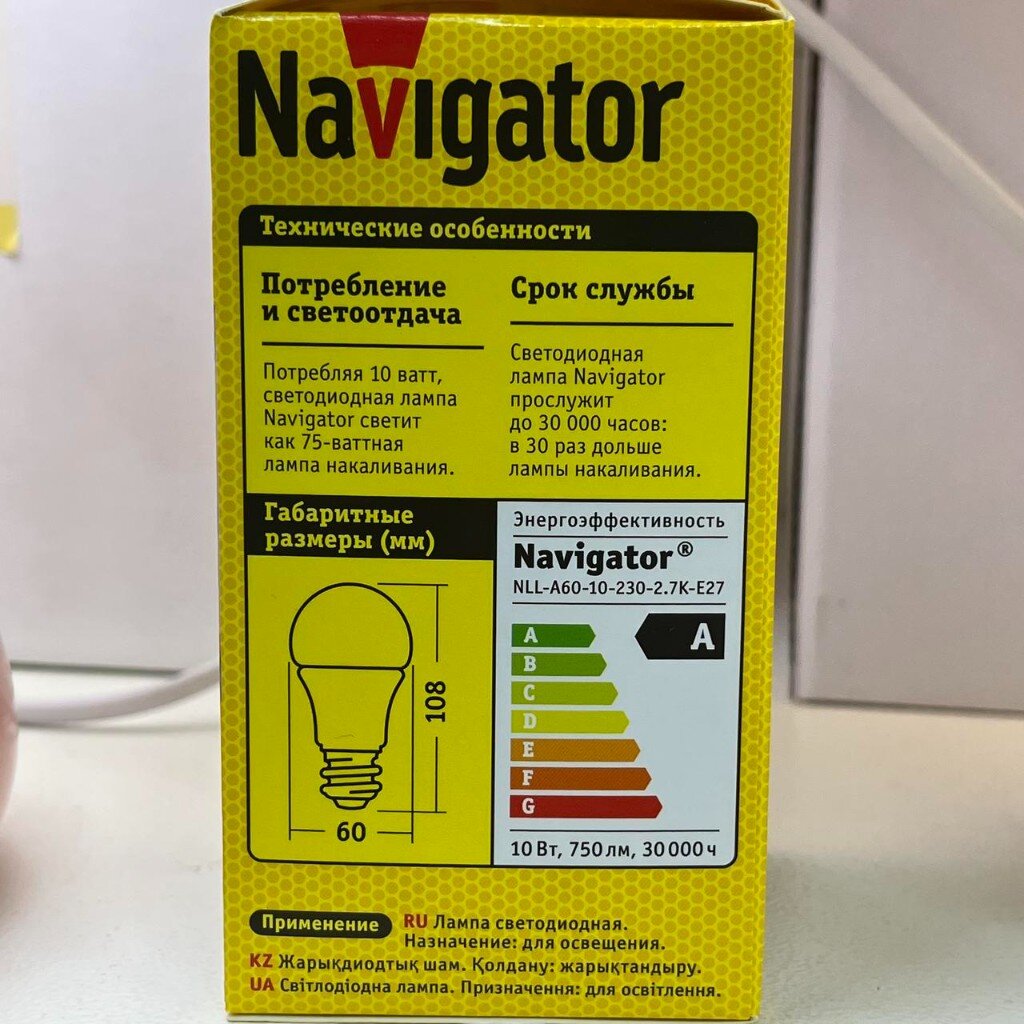 Navigator
Технические особенности
Потребление
и светоотдача
Потребляя 10 ватт,
светодиодная лампа
Navigator светит
как 75-ваттная
лампа накаливания.
Срок службы
Светодиодная
лампа Navigator
прослужит
до 30 000 часов:
в 30 раз дольше
лампы накаливания.
Габаритные
размеры (мм)
108
60
Энергоэффективность
Navigator®
NLL-A60-10-230-2.7K-E27
A
A
B
C
D
E
F
G
10 Вт, 750 лм, 30 000 ч
Применение
RU Лампа светодиодная.
Назначение: для освещения.
KZ Жарықдиодтық шам. Қолдану: жарықтандыру.
UA Світлодіодна лампа. Призначення: для освітлення.